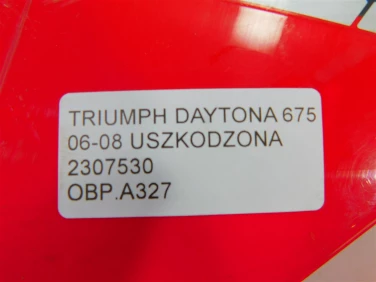 TRIUMPH DAYTONA 675
06-08 USZKODZONA
2307530
OBP.A327